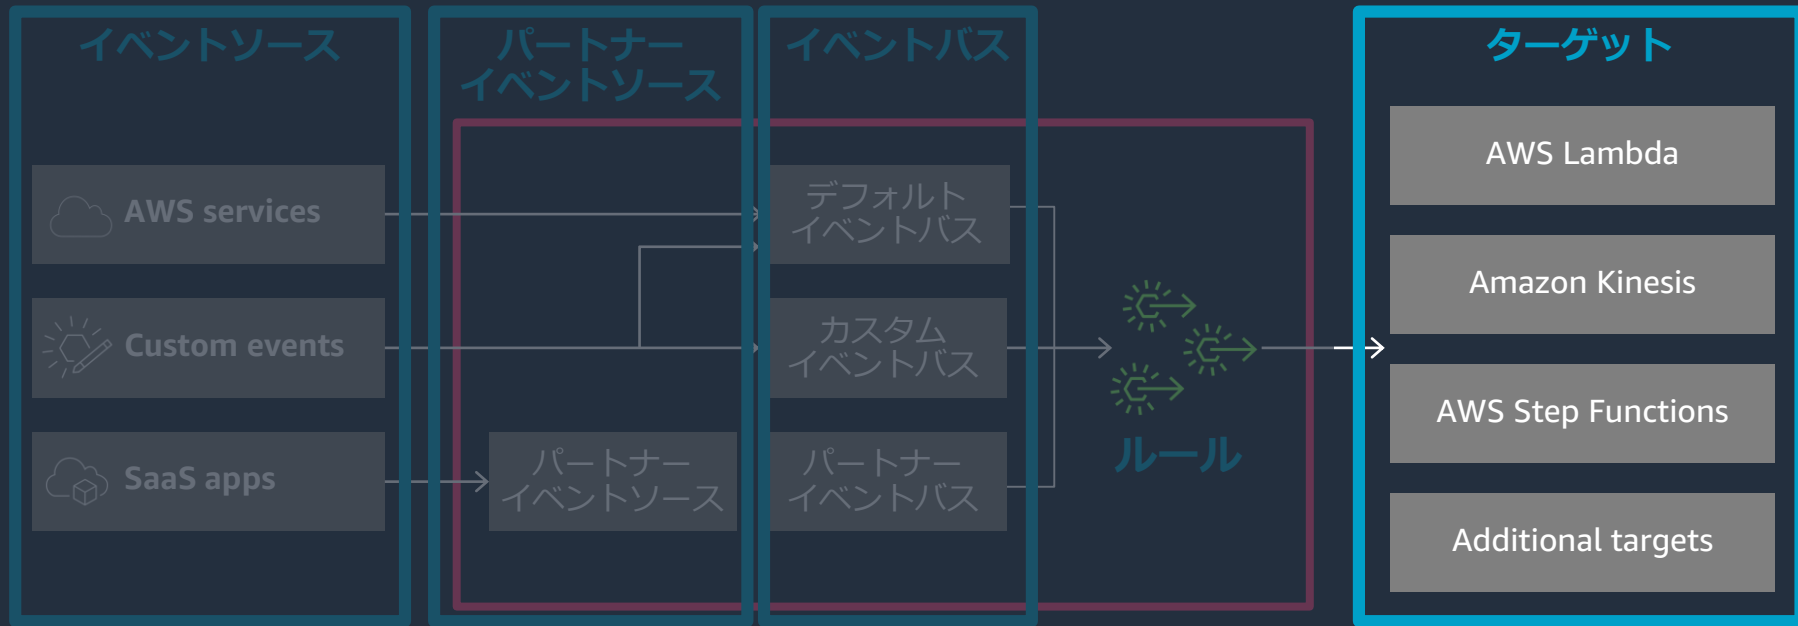 イベントソース
AWS services
Custom events
SaaS apps
パートナー
イベントソース
パートナー
イベントソース
イベントバス
デフォルト
イベントバス
カスタム
イベントバス
パートナー
イベントバス
ルール
ターゲット
AWS Lambda
Amazon Kinesis
AWS Step Functions
Additional targets